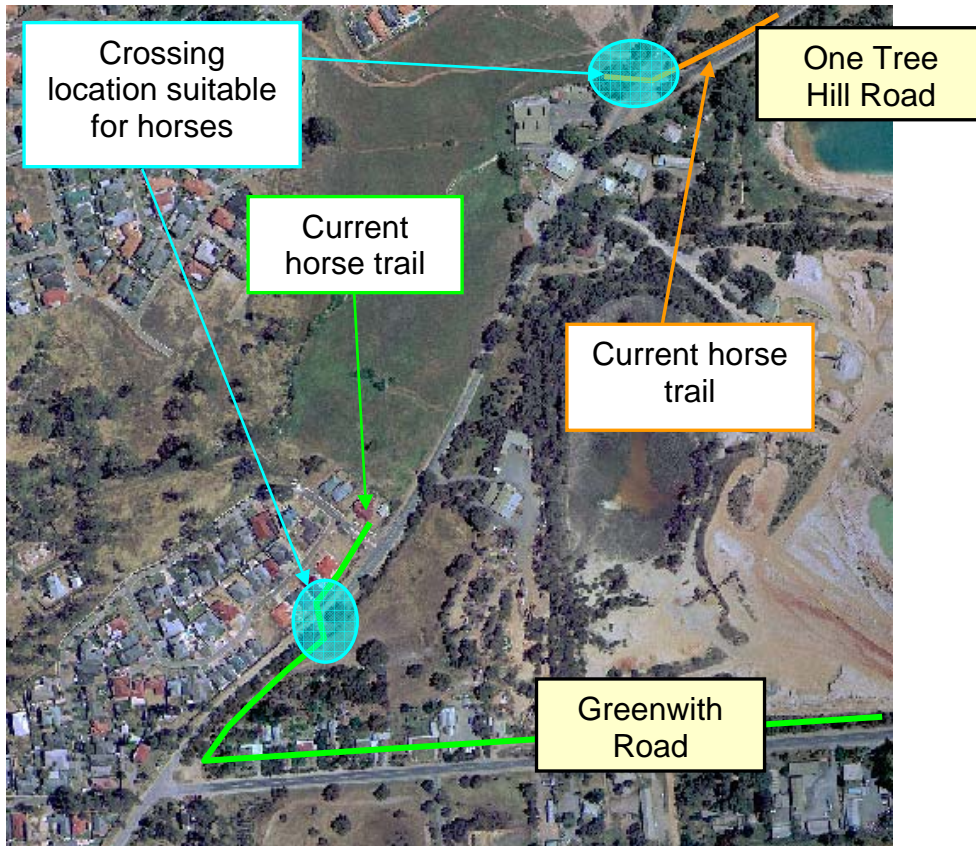 Crossing
location suitable
for horses
One Tree
Hill Road
Current
horse trail
Current horse
trail
Greenwith
Road